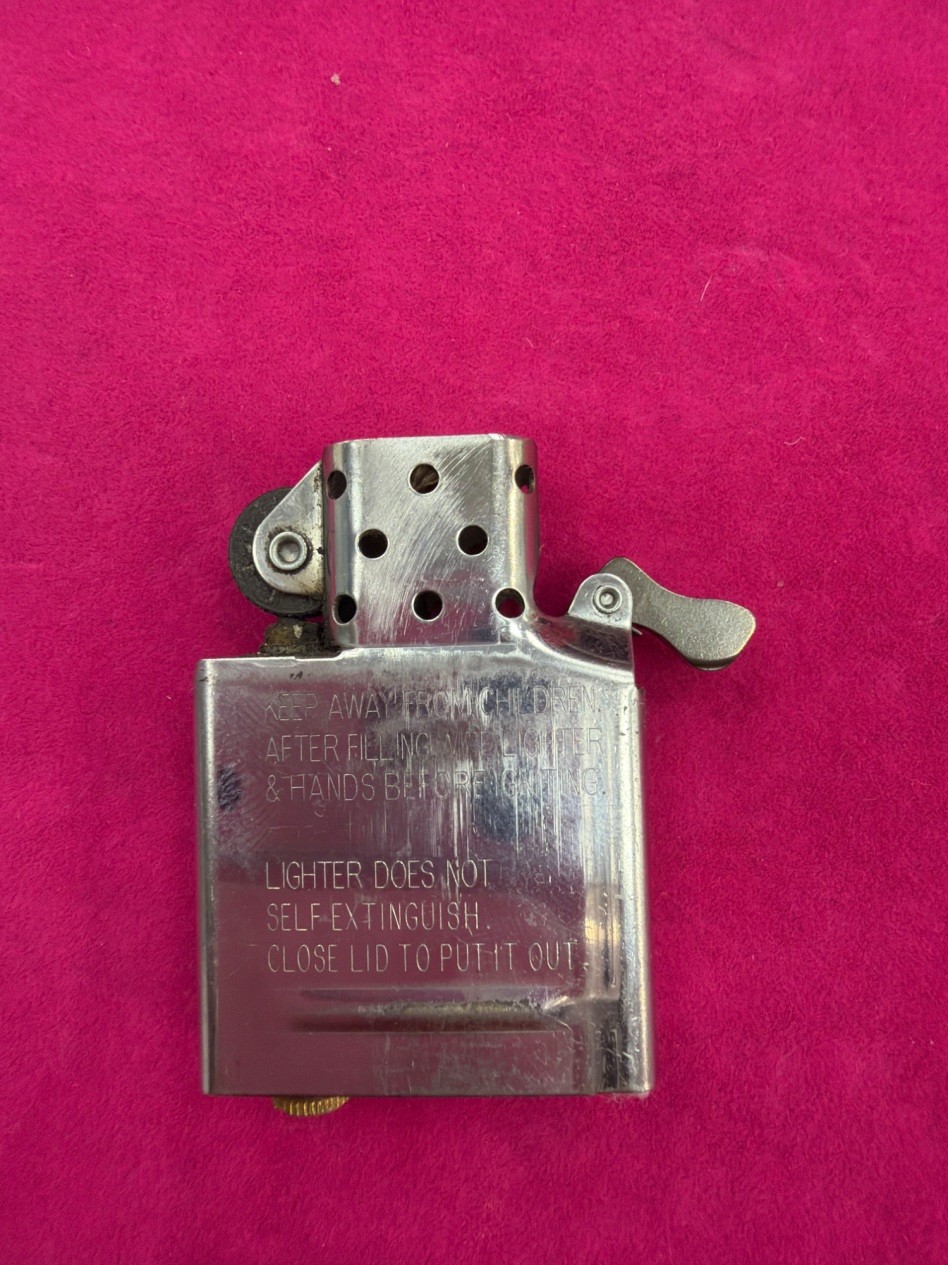 KEEP AWAY FROM CHILDREN.
AFTER FILLING WIPE LIGHTER
& HANDS BEFORE IGNITING.
LIGHTER DOES NOT
SELF EXTINGUISH.
CLOSE LID TO PUT IT OUT.